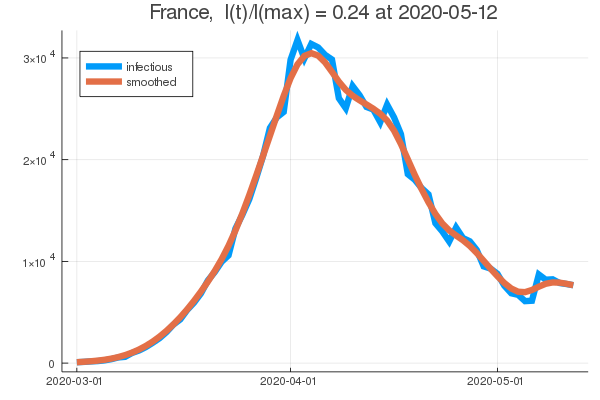 France, I(t)/I(max) = 0.24 at 2020-05-12
infectious
smoothed
3×10⁴
2×10⁴
1×10⁴
0
2020-03-01 2020-04-01 2020-05-01